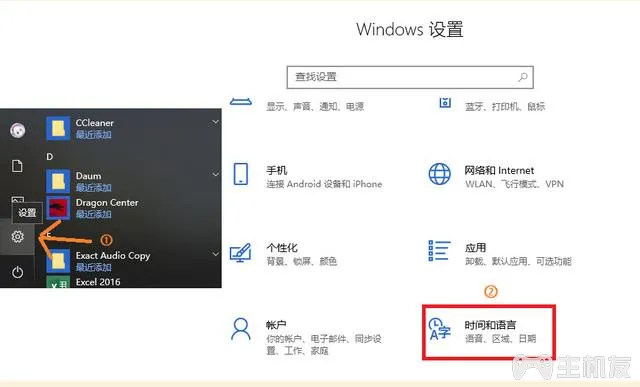 Windows 设置
查找设置
显示、声音、通知、电源
蓝牙、打印机、鼠标
手机
连接 Android 设备和 iPhone
网络和 Internet
WLAN、飞行模式、VPN
个性化
背景、锁屏、颜色
应用
卸载、默认应用、可选功能
②
帐户
你的帐户、电子邮件、同步设
置、工作、家庭
时间和语言
语音、区域、日期
CCleaner
最近添加
D
Daum
最近添加
Dragon Center
最近添加
设置
①
Exact Audio Copy
最近添加
Excel 2016
主机友